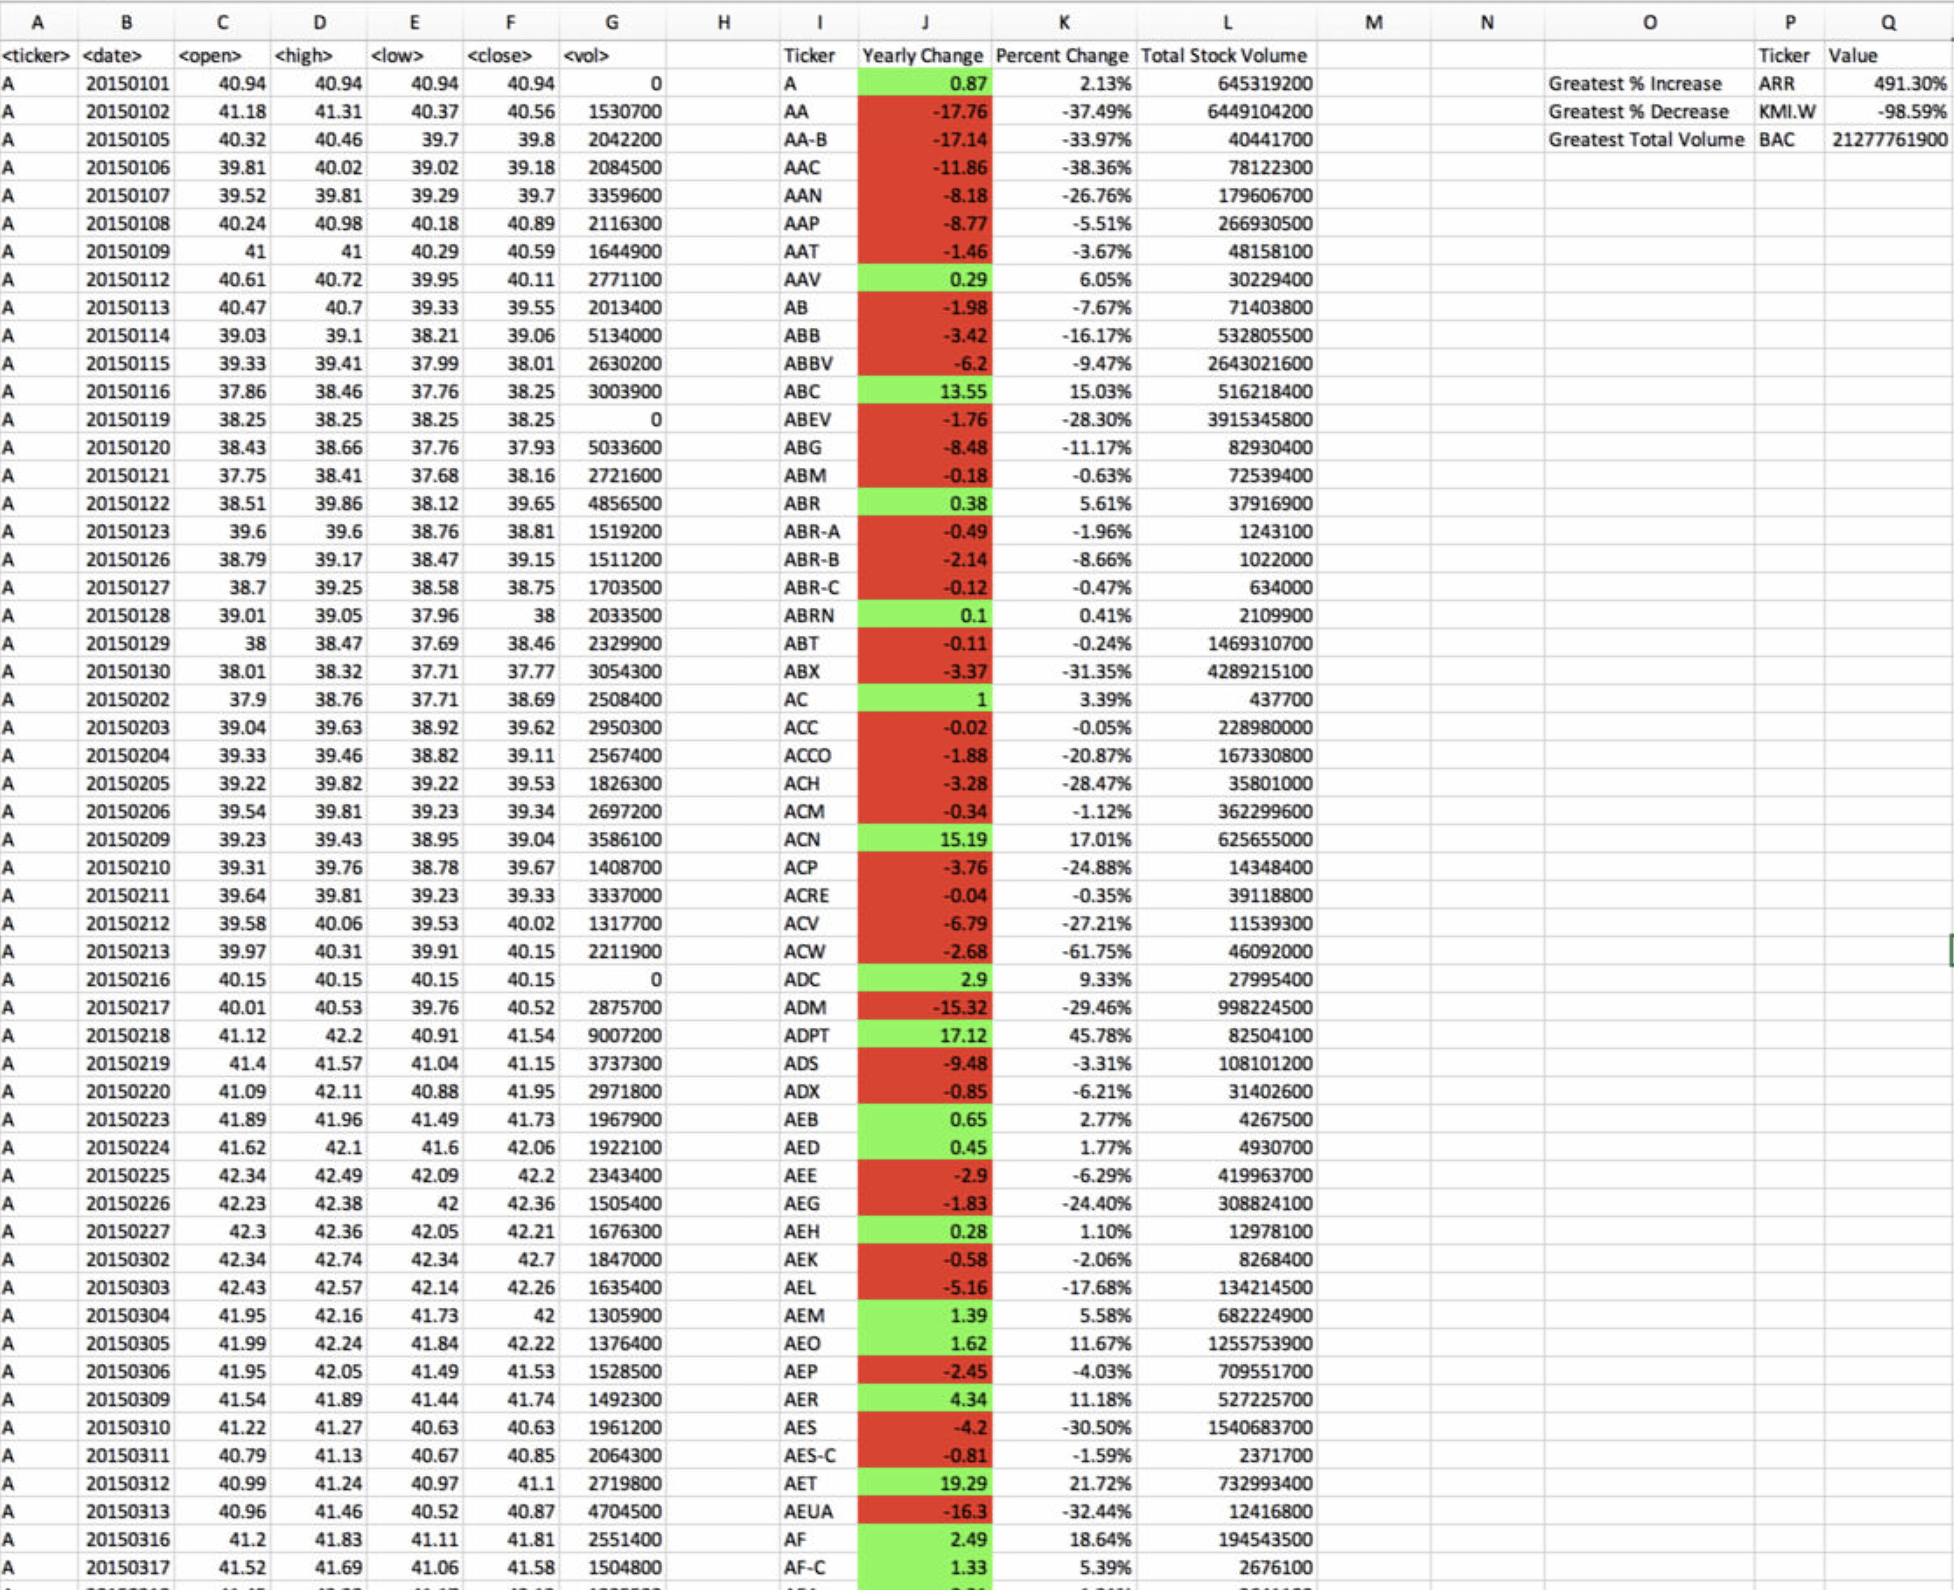 A B C D E F G H I J K L M N O P Q
<ticker> <date> <open> <high> <low> <close> <vol> Ticker Yearly Change Percent Change Total Stock Volume Ticker Value
A 20150101 40.94 40.94 40.94 40.94 0 A 0.87 2.13% 645319200 Greatest % Increase ARR 491.30%
A 20150102 41.18 41.31 40.37 40.56 1530700 AA -17.76 -37.49% 6449104200 Greatest % Decrease KMI.W -98.59%
A 20150105 40.32 40.46 39.7 39.8 2042200 AA-B -17.14 -33.97% 40441700 Greatest Total Volume BAC 21277761900
A 20150106 39.81 40.02 39.02 39.18 2084500 AAC -11.86 -38.36% 78122300
A 20150107 39.52 39.81 39.29 39.7 3359600 AAN -8.18 -26.76% 179606700
A 20150108 40.24 40.98 40.18 40.89 2116300 AAP -8.77 -5.51% 266930500
A 20150109 41 41 40.29 40.59 1644900 AAT -1.46 -3.67% 48158100
A 20150112 40.61 40.72 39.95 40.11 2771100 AAV 0.29 6.05% 30229400
A 20150113 40.47 40.7 39.33 39.55 2013400 AB -1.98 -7.67% 71403800
A 20150114 39.03 39.1 38.21 39.06 5134000 ABB -3.42 -16.17% 532805500
A 20150115 39.33 39.41 37.99 38.01 2630200 ABBV -6.2 -9.47% 2643021600
A 20150116 37.86 38.46 37.76 38.25 3003900 ABC 13.55 15.03% 516218400
A 20150119 38.25 38.25 38.25 38.25 0 ABEV -1.76 -28.30% 3915345800
A 20150120 38.43 38.66 37.76 37.93 5033600 ABG -8.48 -11.17% 82930400
A 20150121 37.75 38.41 37.68 38.16 2721600 ABM -0.18 -0.63% 72539400
A 20150122 38.51 39.86 38.12 39.65 4856500 ABR 0.38 5.61% 37916900
A 20150123 39.6 39.6 38.76 38.81 1519200 ABR-A -0.49 -1.96% 1243100
A 20150126 38.79 39.17 38.47 39.15 1511200 ABR-B -2.14 -8.66% 1022000
A 20150127 38.7 39.25 38.58 38.75 1703500 ABR-C -0.12 -0.47% 634000
A 20150128 39.01 39.05 37.96 38 2033500 ABRN 0.1 0.41% 2109900
A 20150129 38 38.47 37.69 38.46 2329900 ABT -0.11 -0.24% 1469310700
A 20150130 38.01 38.32 37.71 37.77 3054300 ABX -3.37 -31.35% 4289215100
A 20150202 37.9 38.76 37.71 38.69 2508400 AC 1 3.39% 437700
A 20150203 39.04 39.63 38.92 39.62 2950300 ACC -0.02 -0.05% 228980000
A 20150204 39.33 39.46 38.82 39.11 2567400 ACCO -1.88 -20.87% 167330800
A 20150205 39.22 39.82 39.22 39.53 1826300 ACH -3.28 -28.47% 35801000
A 20150206 39.54 39.81 39.23 39.34 2697200 ACM -0.34 -1.12% 362299600
A 20150209 39.23 39.43 38.95 39.04 3586100 ACN 15.19 17.01% 625655000
A 20150210 39.31 39.76 38.78 39.67 1408700 ACP -3.76 -24.88% 14348400
A 20150211 39.64 39.81 39.23 39.33 3337000 ACRE -0.04 -0.35% 39118800
A 20150212 39.58 40.06 39.53 40.02 1317700 ACV -6.79 -27.21% 11539300
A 20150213 39.97 40.31 39.91 40.15 2211900 ACW -2.68 -61.75% 46092000
A 20150216 40.15 40.15 40.15 40.15 0 ADC 2.9 9.33% 27995400
A 20150217 40.01 40.53 39.76 40.52 2875700 ADM -15.32 -29.46% 998224500
A 20150218 41.12 42.2 40.91 41.54 9007200 ADPT 17.12 45.78% 82504100
A 20150219 41.4 41.57 41.04 41.15 3737300 ADS -9.48 -3.31% 108101200
A 20150220 41.09 42.11 40.88 41.95 2971800 ADX -0.85 -6.21% 31402600
A 20150223 41.89 41.96 41.49 41.73 1967900 AEB 0.65 2.77% 4267500
A 20150224 41.62 42.1 41.6 42.06 1922100 AED 0.45 1.77% 4930700
A 20150225 42.34 42.49 42.09 42.2 2343400 AEE -2.9 -6.29% 419963700
A 20150226 42.23 42.38 42 42.36 1505400 AEG -1.83 -24.40% 308824100
A 20150227 42.3 42.36 42.05 42.21 1676300 AEH 0.28 1.10% 12978100
A 20150302 42.34 42.74 42.34 42.7 1847000 AEK -0.58 -2.06% 8268400
A 20150303 42.43 42.57 42.14 42.26 1635400 AEL -5.16 -17.68% 134214500
A 20150304 41.95 42.16 41.73 42 1305900 AEM 1.39 5.58% 682224900
A 20150305 41.99 42.24 41.84 42.22 1376400 AEO 1.62 11.67% 1255753900
A 20150306 41.95 42.05 41.49 41.53 1528500 AEP -2.45 -4.03% 709551700
A 20150309 41.54 41.89 41.44 41.74 1492300 AER 4.34 11.18% 527225700
A 20150310 41.22 41.27 40.63 40.63 1961200 AES -4.2 -30.50% 1540683700
A 20150311 40.79 41.13 40.67 40.85 2064300 AES-C -0.81 -1.59% 2371700
A 20150312 40.99 41.24 40.97 41.1 2719800 AET 19.29 21.72% 732993400
A 20150313 40.96 41.46 40.52 40.87 4704500 AEUA -16.3 -32.44% 12416800
A 20150316 41.2 41.83 41.11 41.81 2551400 AF 2.49 18.64% 194543500
A 20150317 41.52 41.69 41.06 41.58 1504800 AF-C 1.33 5.39% 2676100